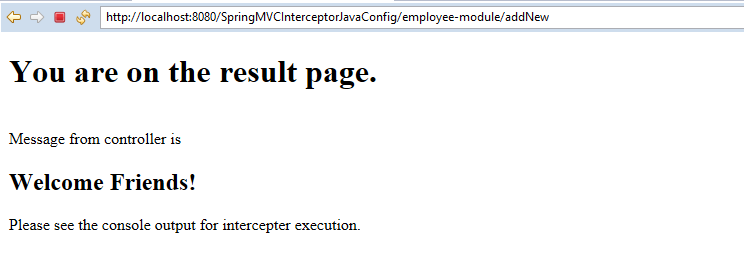 http://localhost:8080/SpringMVCInterceptorJavaConfig/employee-module/addNew
You are on the result page.
Message from controller is
Welcome Friends!
Please see the console output for intercepter execution.